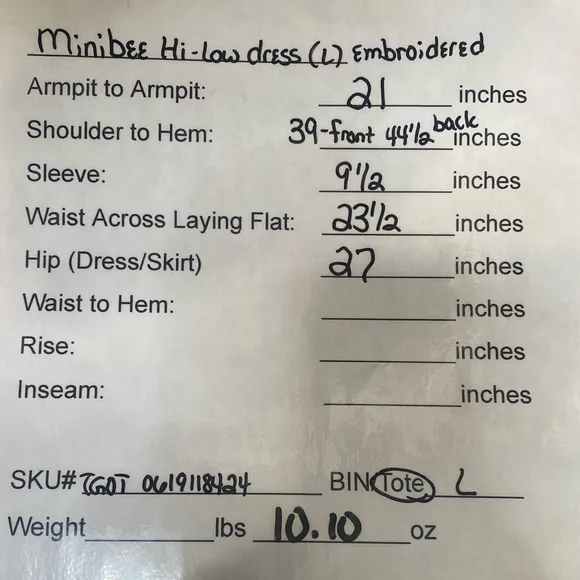 Minibee Hi-Low dress (L) Embroidered
Armpit to Armpit: 21 inches
Shoulder to Hem: 39-front 44 1/2 back inches
Sleeve: 9 1/2 inches
Waist Across Laying Flat: 23 1/2 inches
Hip (Dress/Skirt) 27 inches
Waist to Hem: inches
Rise: inches
Inseam: inches
SKU# TGOT 0619118424 BIN/Tote L
Weight lbs 10.10 oz